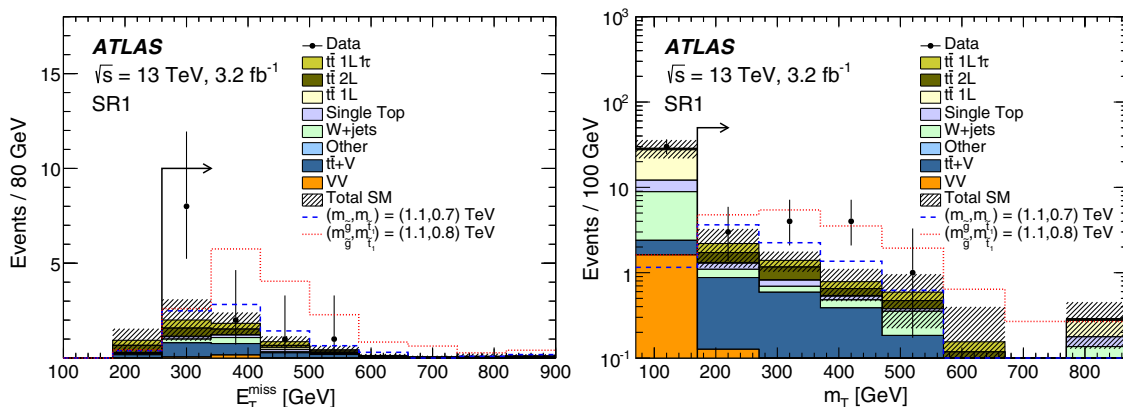 ATLAS
√s = 13 TeV, 3.2 fb⁻¹
SR1
Data
tt̄ 1L1τ
tt̄ 2L
tt̄ 1L
Single Top
W+jets
Other
tt̄+V
VV
Total SM
(m_g̃,m_t̃₁) = (1.1,0.7) TeV
(m_g̃,m_t̃₁) = (1.1,0.8) TeV
Events / 80 GeV
16
12
8
4
100 200 300 400 500 600 700 800 900
E_T^miss [GeV]
ATLAS
√s = 13 TeV, 3.2 fb⁻¹
SR1
Data
tt̄ 1L1τ
tt̄ 2L
tt̄ 1L
Single Top
W+jets
Other
tt̄+V
VV
Total SM
(m_g̃,m_t̃₁) = (1.1,0.7) TeV
(m_g̃,m_t̃₁) = (1.1,0.8) TeV
Events / 100 GeV
10³
10²
10
1
10⁻¹
100 200 300 400 500 600 700 800
m_T [GeV]